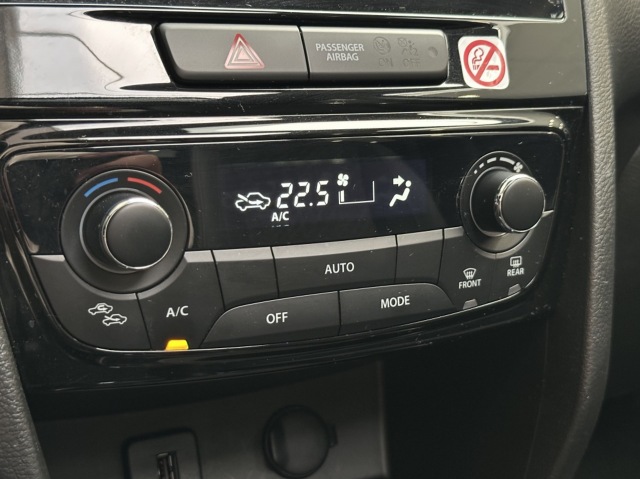 PASSENGER
AIRBAG
ON OFF
22.5
A/C
AUTO
FRONT
REAR
A/C
OFF
MODE